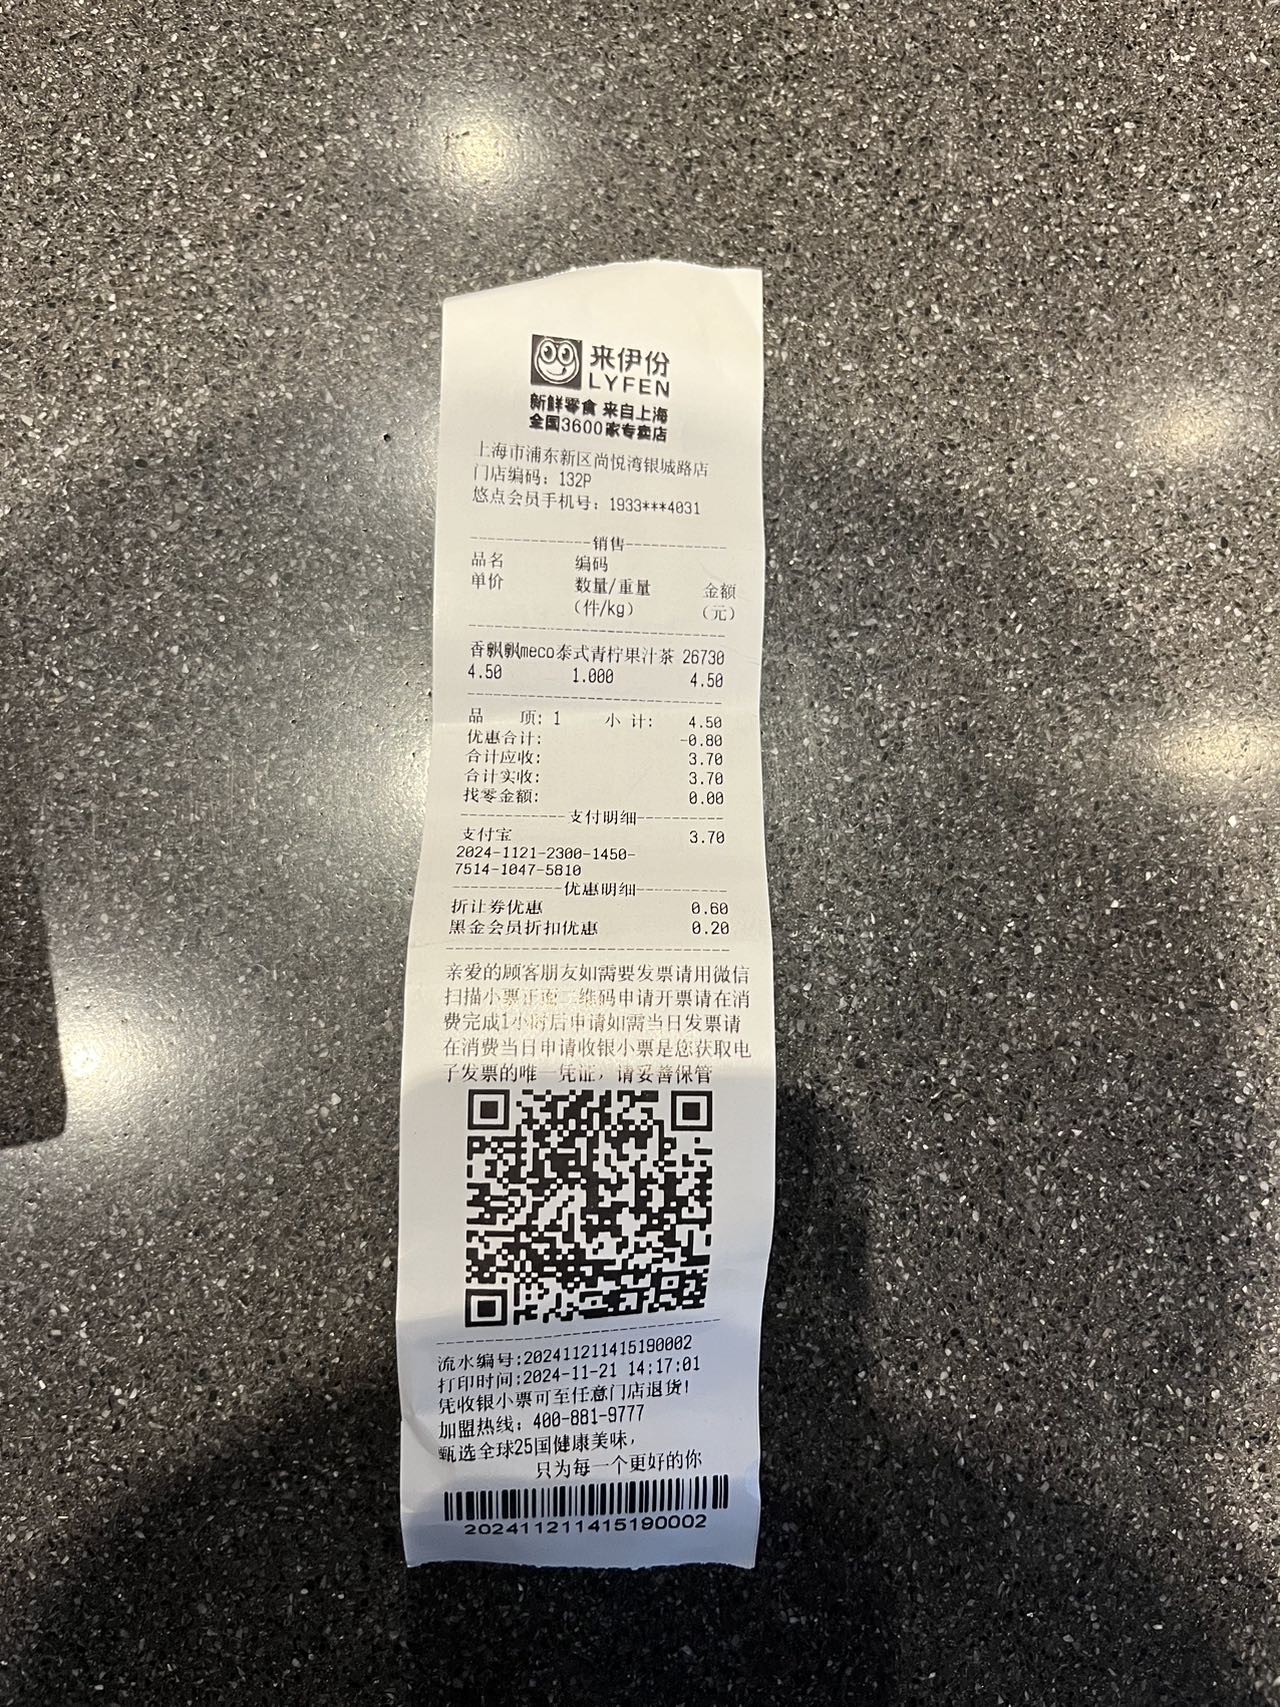 来伊份
LYFEN
新鲜零食 来自上海
全国3600家专卖店
上海市浦东新区尚悦湾银城路店
门店编码：132P
悠点会员手机号：1933***4031
销售
品名 编码
单价 数量/重量 金额
（件/kg） （元）
香飘飘meco泰式青柠果汁茶 26730
4.50 1.000 4.50
品 项: 1 小 计: 4.50
优惠合计: -0.80
合计应收: 3.70
合计实收: 3.70
找零金额: 0.00
支付明细
支付宝 3.70
2024-1121-2300-1450-
7514-1047-5810
优惠明细
折让券优惠 0.60
黑金会员折扣优惠 0.20
亲爱的顾客朋友如需要发票请用微信
扫描小票正面二维码申请开票请在消
费完成1小时后申请如需当日发票请
在消费当日申请收银小票是您获取电
子发票的唯一凭证，请妥善保管
流水编号:202411211415190002
打印时间:2024-11-21 14:17:01
凭收银小票可至任意门店退货!
加盟热线：400-881-9777
甄选全球25国健康美味，
只为每一个更好的你
202411211415190002